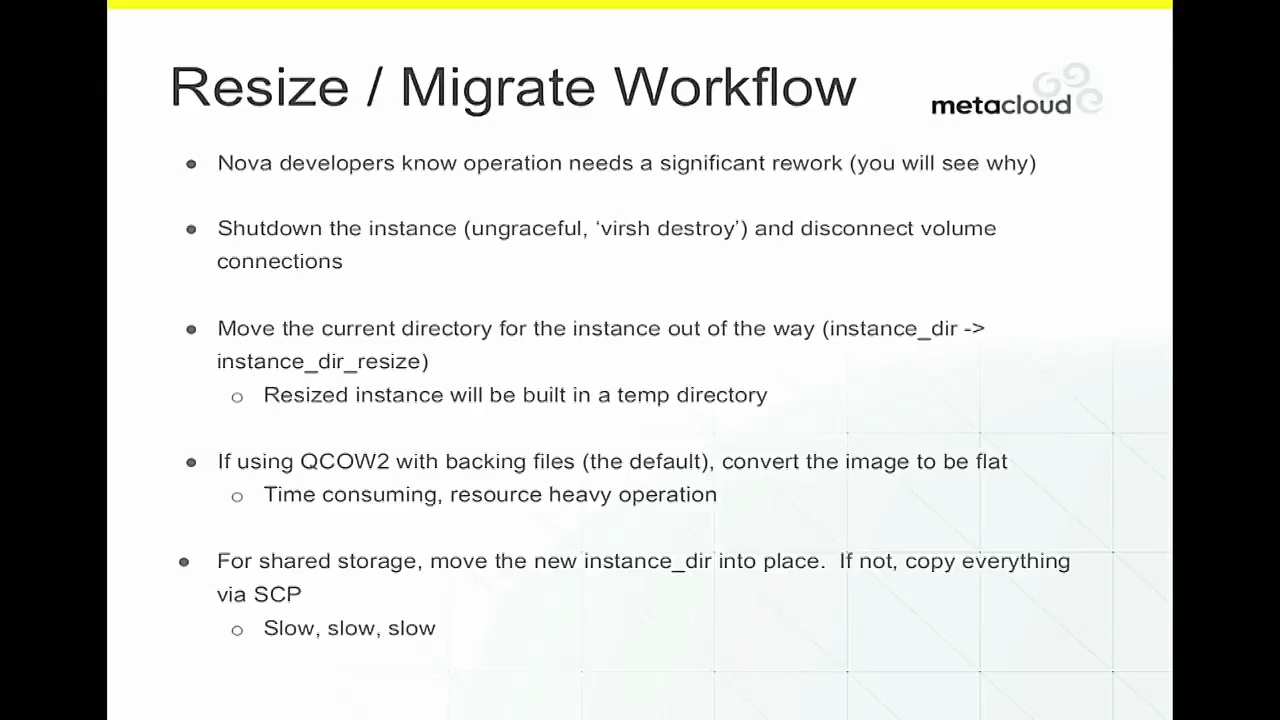 Resize / Migrate Workflow
metacloud
● Nova developers know operation needs a significant rework (you will see why)
● Shutdown the instance (ungraceful, ‘virsh destroy’) and disconnect volume
connections
● Move the current directory for the instance out of the way (instance_dir ->
instance_dir_resize)
○ Resized instance will be built in a temp directory
● If using QCOW2 with backing files (the default), convert the image to be flat
○ Time consuming, resource heavy operation
● For shared storage, move the new instance_dir into place.  If not, copy everything
via SCP
○ Slow, slow, slow